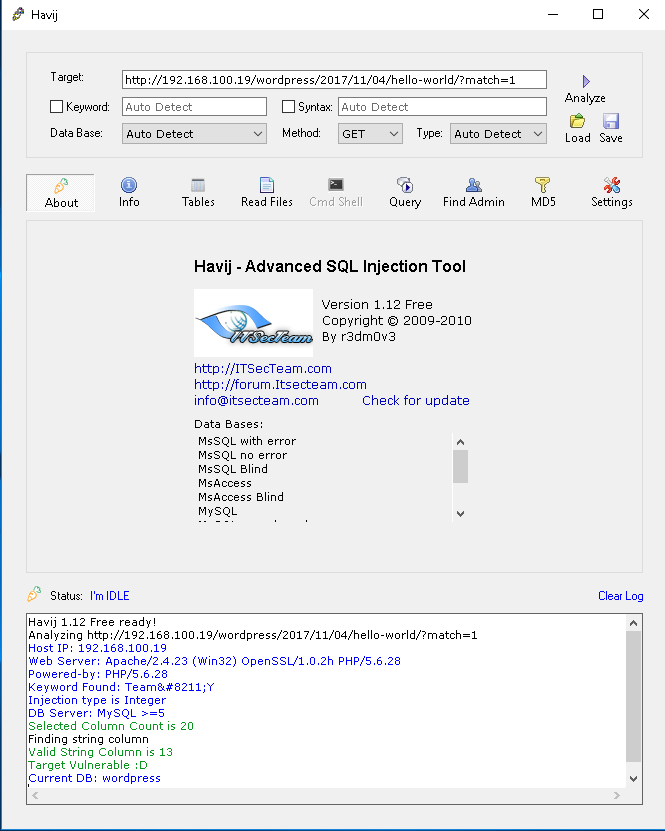 Havij
Target: http://192.168.100.19/wordpress/2017/11/04/hello-world/?match=1
Analyze
Keyword: Auto Detect Syntax: Auto Detect
Data Base: Auto Detect Method: GET Type: Auto Detect
Load Save
About Info Tables Read Files Cmd Shell Query Find Admin MD5 Settings
Havij - Advanced SQL Injection Tool
ITSecTeam
Version 1.12 Free
Copyright © 2009-2010
By r3dm0v3
http://ITSecTeam.com
http://forum.Itsecteam.com
info@itsecteam.com Check for update
Data Bases:
MsSQL with error
MsSQL no error
MsSQL Blind
MsAccess
MsAccess Blind
MySQL
Status: I'm IDLE Clear Log
Havij 1.12 Free ready!
Analyzing http://192.168.100.19/wordpress/2017/11/04/hello-world/?match=1
Host IP: 192.168.100.19
Web Server: Apache/2.4.23 (Win32) OpenSSL/1.0.2h PHP/5.6.28
Powered-by: PHP/5.6.28
Keyword Found: Team&#8211;Y
Injection type is Integer
DB Server: MySQL >=5
Selected Column Count is 20
Finding string column
Valid String Column is 13
Target Vulnerable :D
Current DB: wordpress